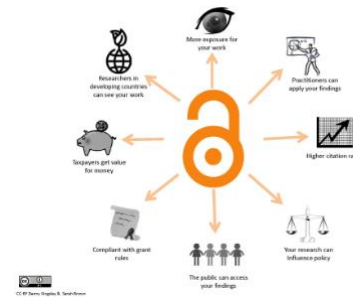 More exposure for
your work
Practitioners can
apply your findings
Higher citation ra
Your research can
influence policy
The public can access
your findings
Compliant with grant
rules
Taxpayers get value
for money
Researchers in
developing countries
can see your work
CC-BY Danny Kingsley & Sarah Brown